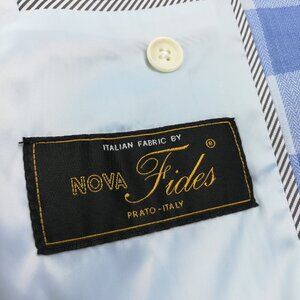 ITALIAN FABRIC BY
NOVA Fides ®
PRATO-ITALY